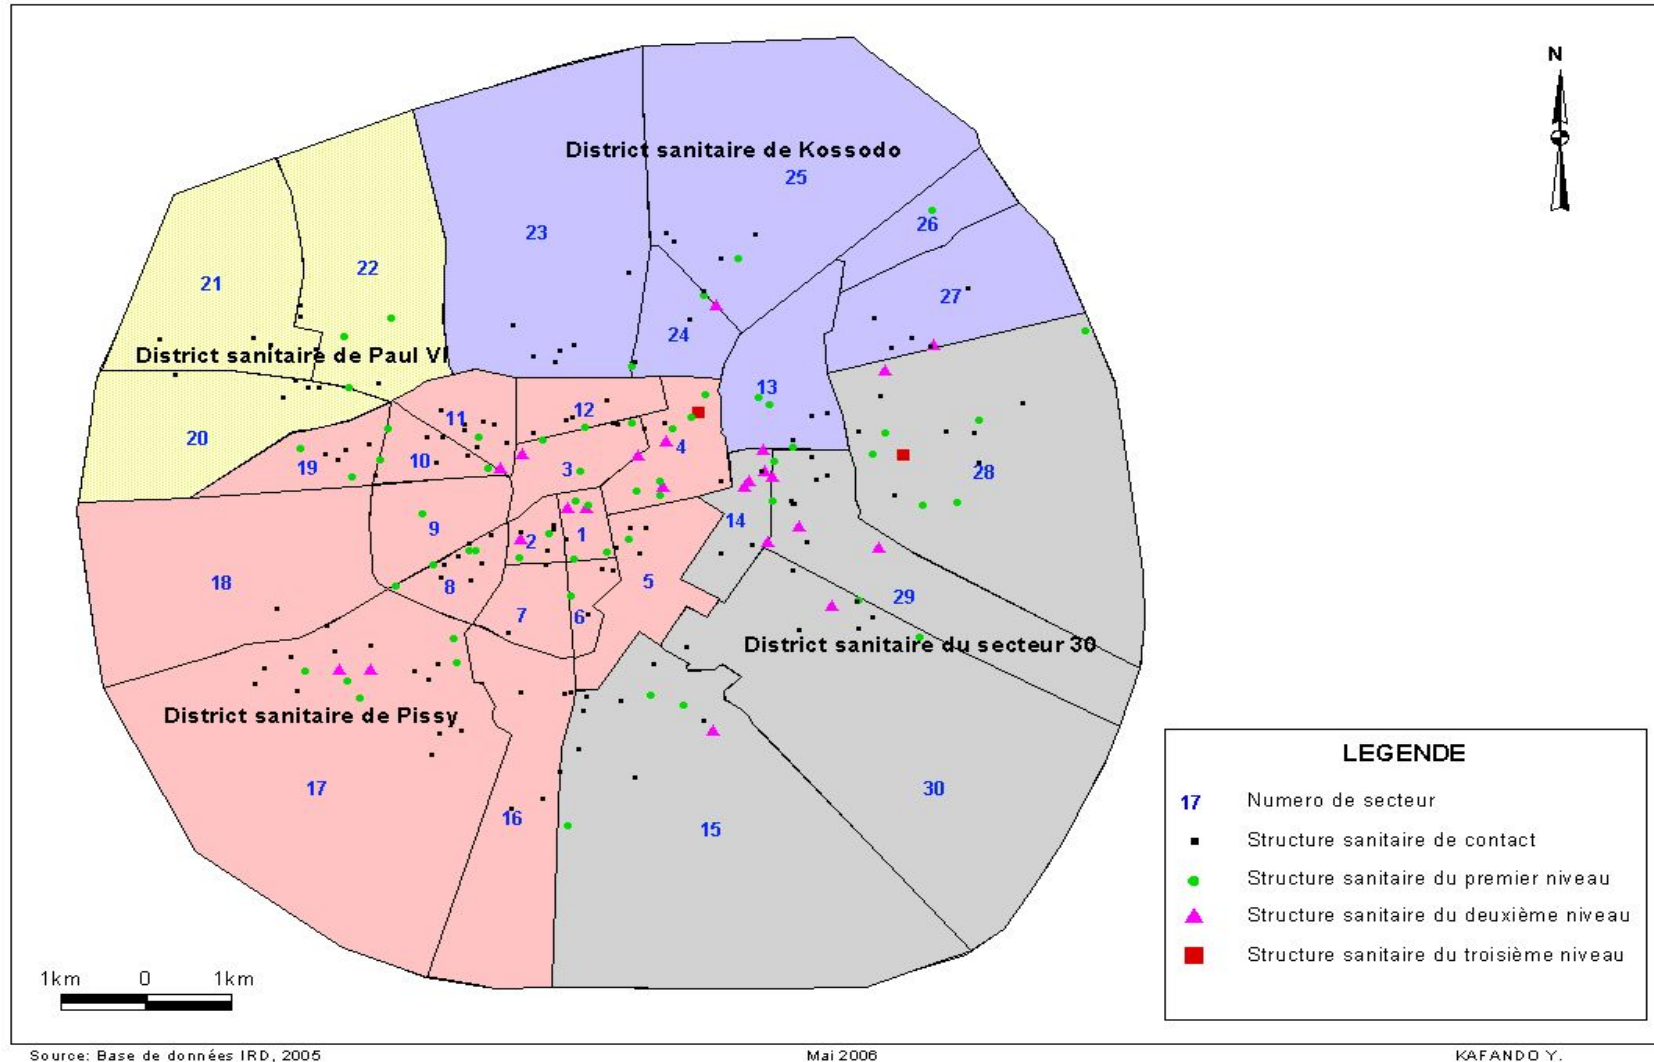 N
District sanitaire de Kossodo
25
26
23
22
21
27
24
District sanitaire de Paul VI
13
12
11
20
4
10
19
3
28
14
9
2
1
18
8
5
29
7
6
District sanitaire du secteur 30
District sanitaire de Pissy
17
30
16
15
LEGENDE
17 Numero de secteur
Structure sanitaire de contact
Structure sanitaire du premier niveau
Structure sanitaire du deuxième niveau
Structure sanitaire du troisième niveau
1km 0 1km
Source: Base de données IRD, 2005 Mai 2006 KAFANDO Y.